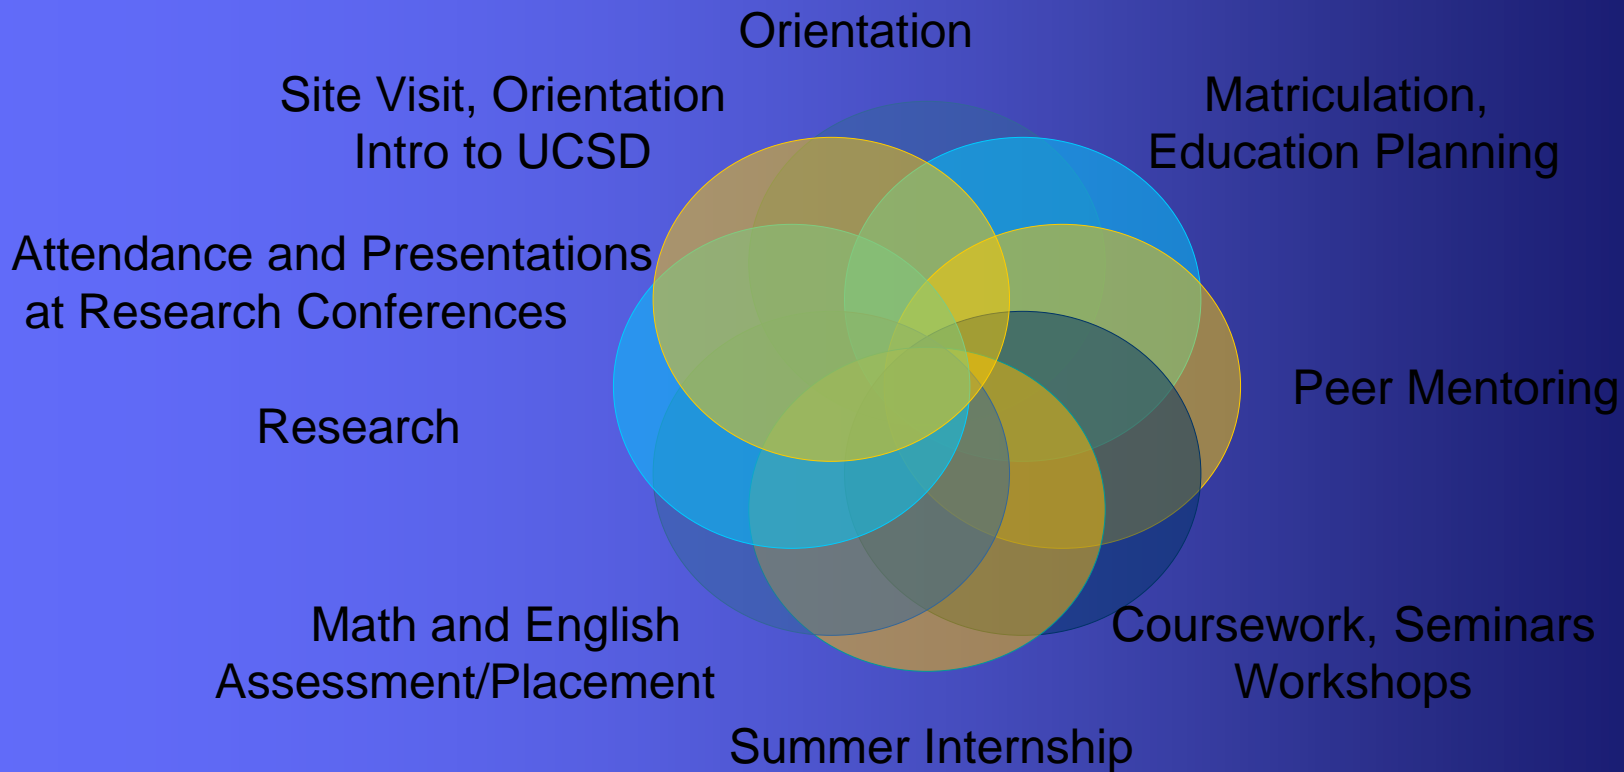 Orientation
Site Visit, Orientation
Intro to UCSD
Matriculation,
Education Planning
Attendance and Presentations
at Research Conferences
Peer Mentoring
Research
Math and English
Assessment/Placement
Coursework, Seminars
Workshops
Summer Internship